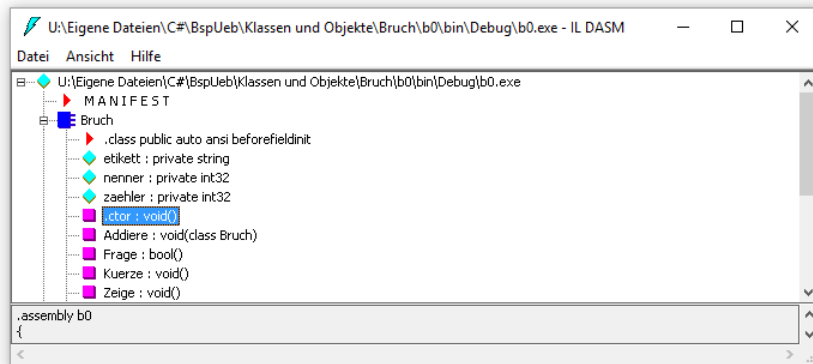 U:\Eigene Dateien\C#\BspUeb\Klassen und Objekte\Bruch\b0\bin\Debug\b0.exe - IL DASM
Datei Ansicht Hilfe
U:\Eigene Dateien\C#\BspUeb\Klassen und Objekte\Bruch\b0\bin\Debug\b0.exe
M A N I F E S T
Bruch
.class public auto ansi beforefieldinit
etikett : private string
nenner : private int32
zaehler : private int32
.ctor : void()
Addiere : void(class Bruch)
Frage : bool()
Kuerze : void()
Zeige : void()
.assembly b0
{